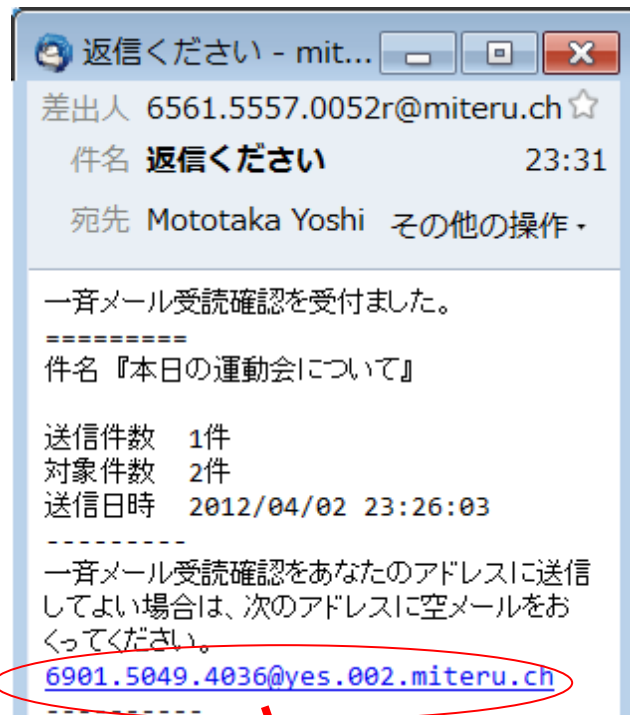 返信ください - mit...
差出人 6561.5557.0052r@miteru.ch
件名 返信ください 23:31
宛先 Mototaka Yoshi その他の操作
一斉メール受読確認を受付ました。
=========
件名『本日の運動会について』
送信件数 1件
対象件数 2件
送信日時 2012/04/02 23:26:03
---------
一斉メール受読確認をあなたのアドレスに送信
してよい場合は、次のアドレスに空メールをお
くってください。
6901.5049.4036@yes.002.miteru.ch
----------